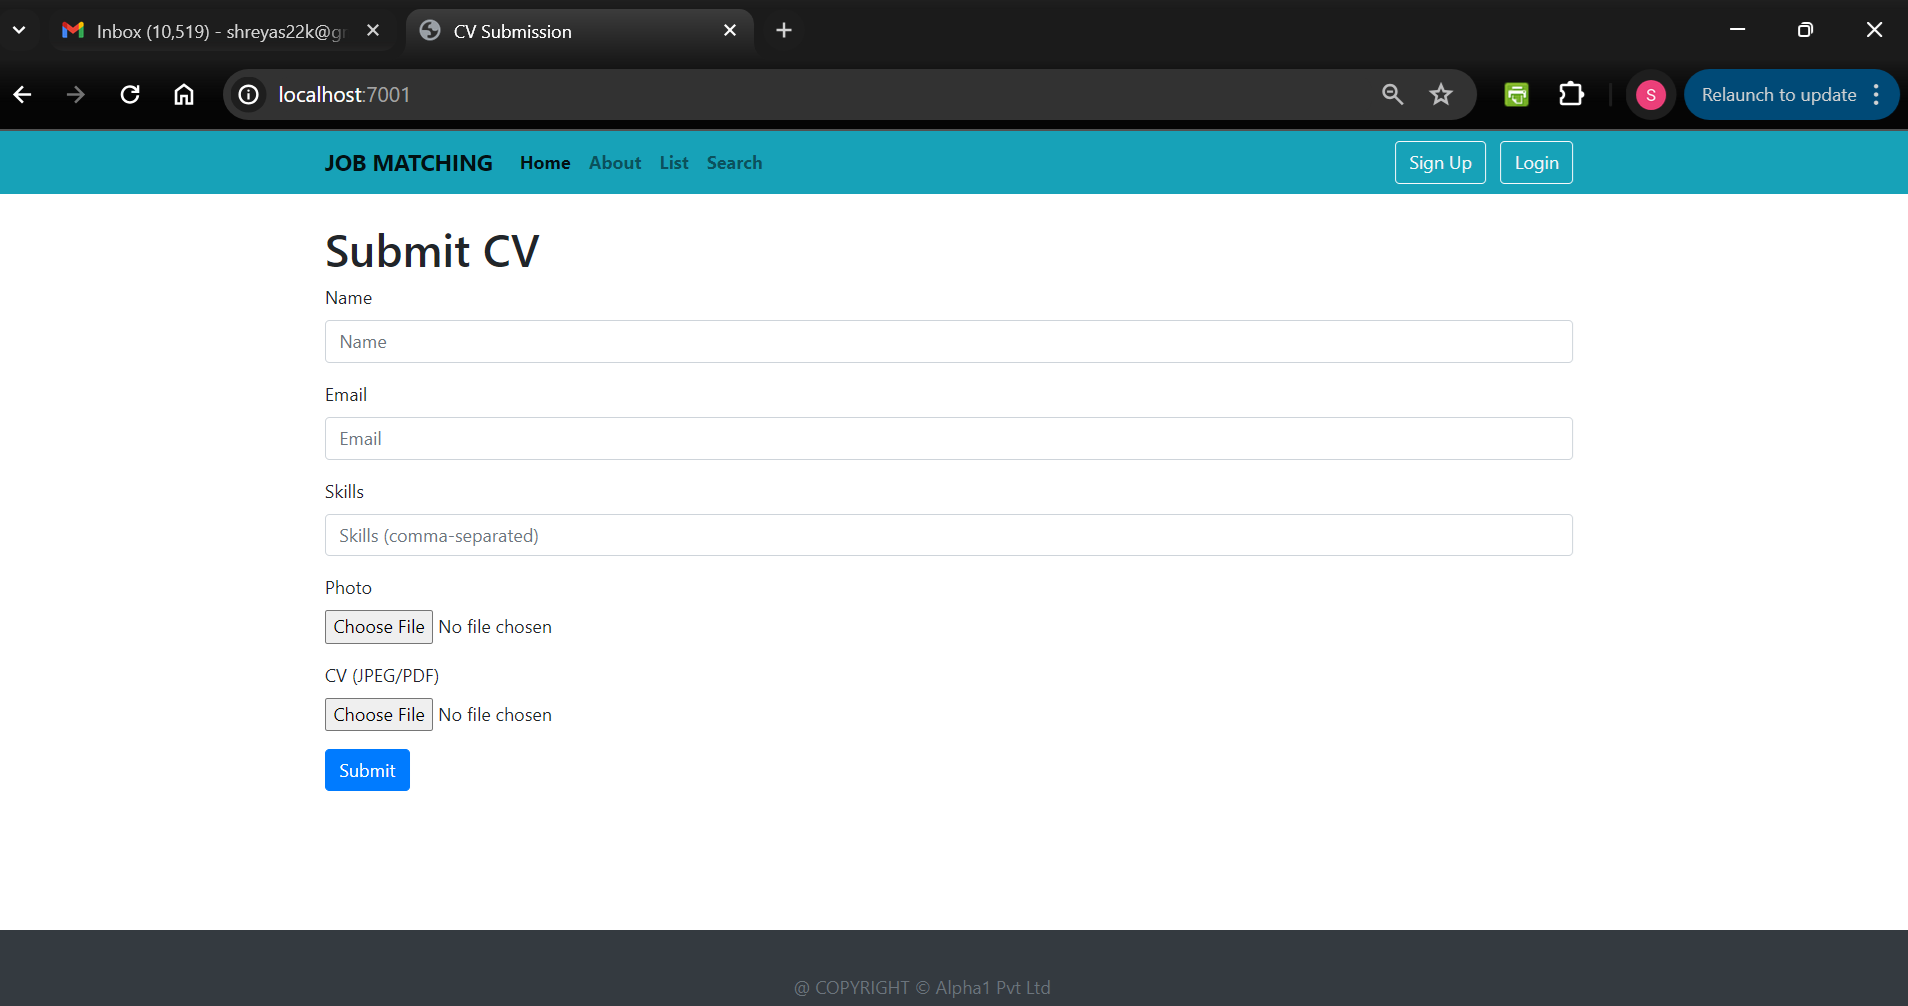 Inbox (10,519) - shreyas22k@gr
CV Submission
localhost:7001
S
Relaunch to update
JOB MATCHING Home About List Search Sign Up Login
Submit CV
Name
Name
Email
Email
Skills
Skills (comma-separated)
Photo
Choose File No file chosen
CV (JPEG/PDF)
Choose File No file chosen
Submit
@ COPYRIGHT © Alpha1 Pvt Ltd